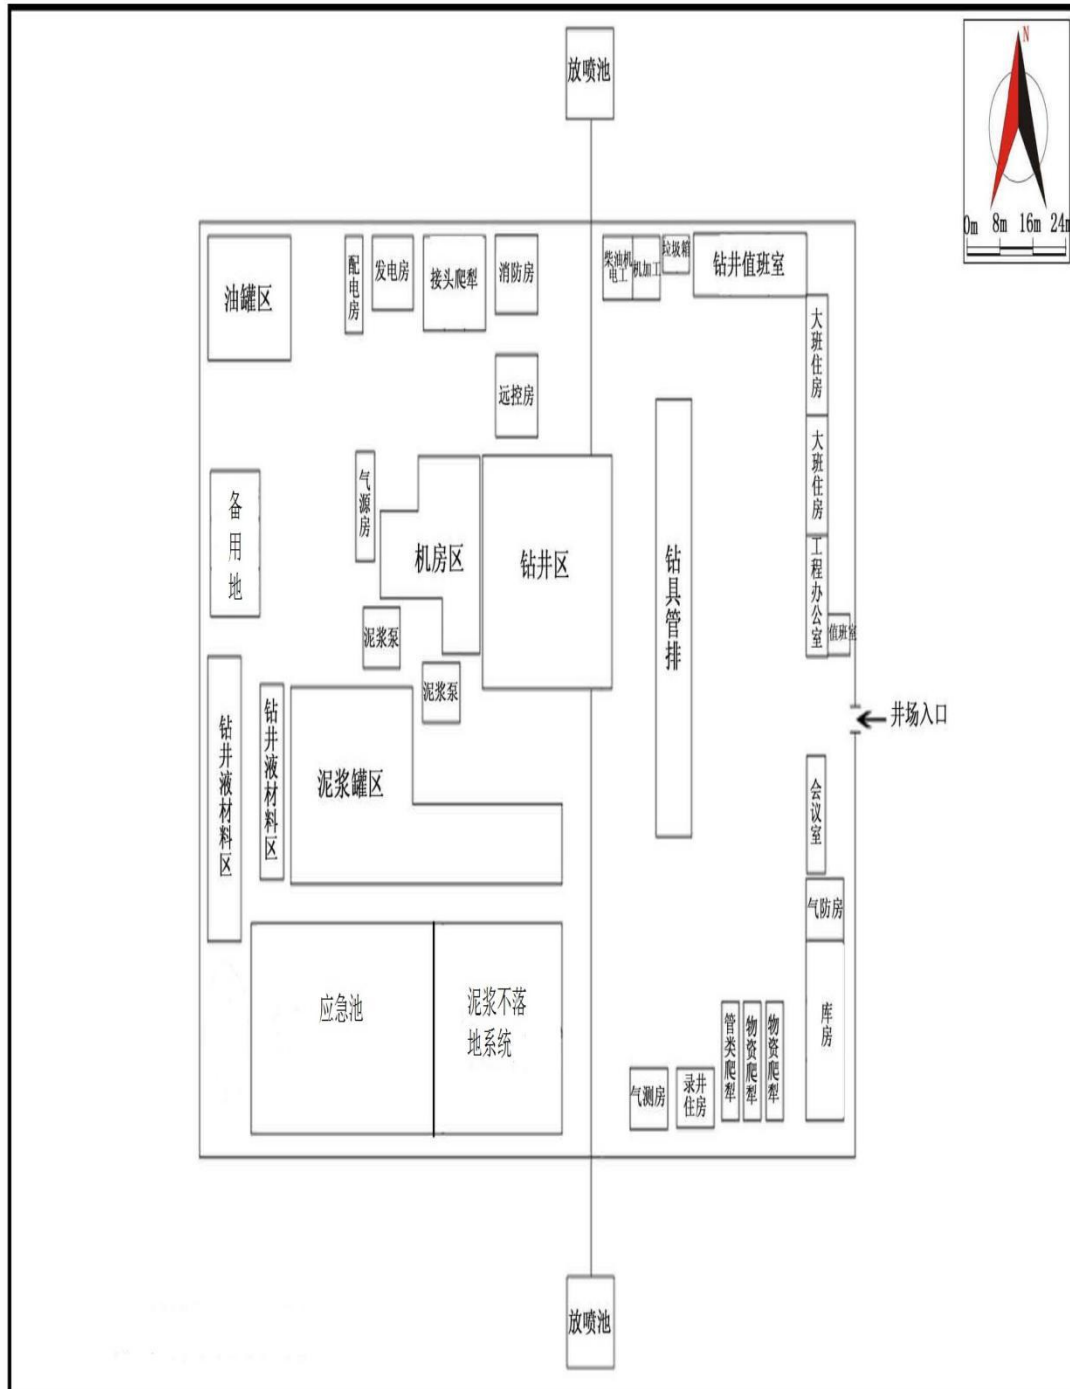 放喷池
N
0m 8m 16m 24m
油罐区
配电房
发电房
接头爬犁
消防房
柴油机
电工
机加工
垃圾箱
钻井值班室
远控房
大班住房
大班住房
工程办公室
值班室
气源房
备用地
机房区
钻井区
钻具管排
泥浆泵
泥浆泵
井场入口
钻井液材料区
钻井液材料区
泥浆罐区
会议室
气防房
库房
应急池
泥浆不落
地系统
管类爬犁
物资爬犁
物资爬犁
气测房
录井
住房
放喷池